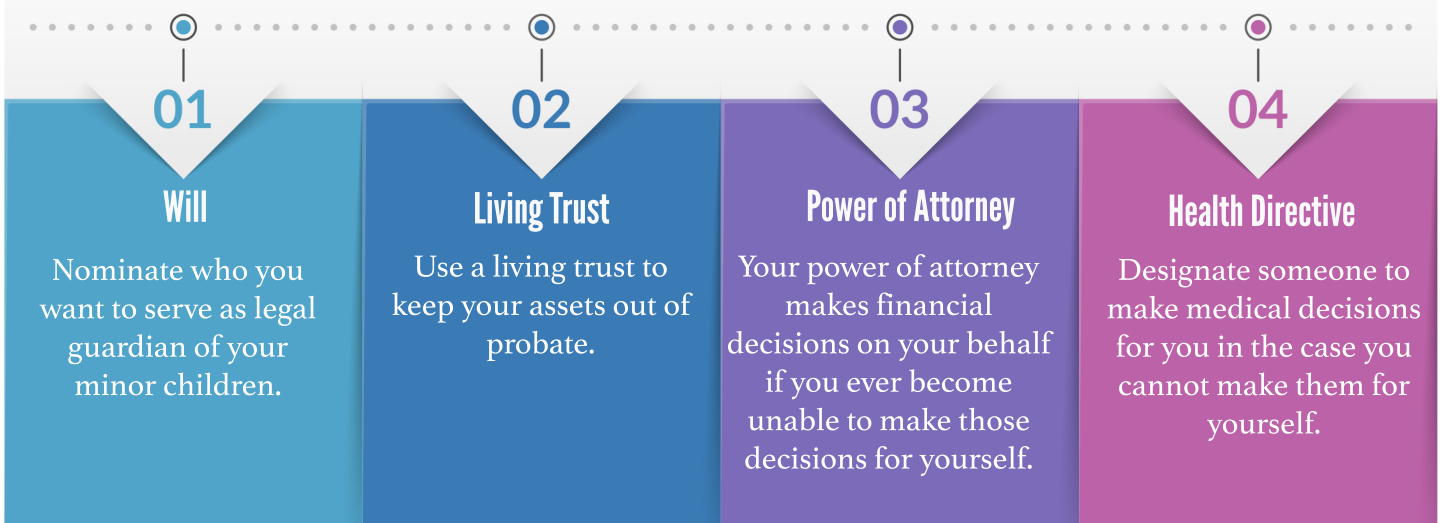 01
Will
Nominate who you
want to serve as legal
guardian of your
minor children.
02
Living Trust
Use a living trust to
keep your assets out of
probate.
03
Power of Attorney
Your power of attorney
makes financial
decisions on your behalf
if you ever become
unable to make those
decisions for yourself.
04
Health Directive
Designate someone to
make medical decisions
for you in the case you
cannot make them for
yourself.